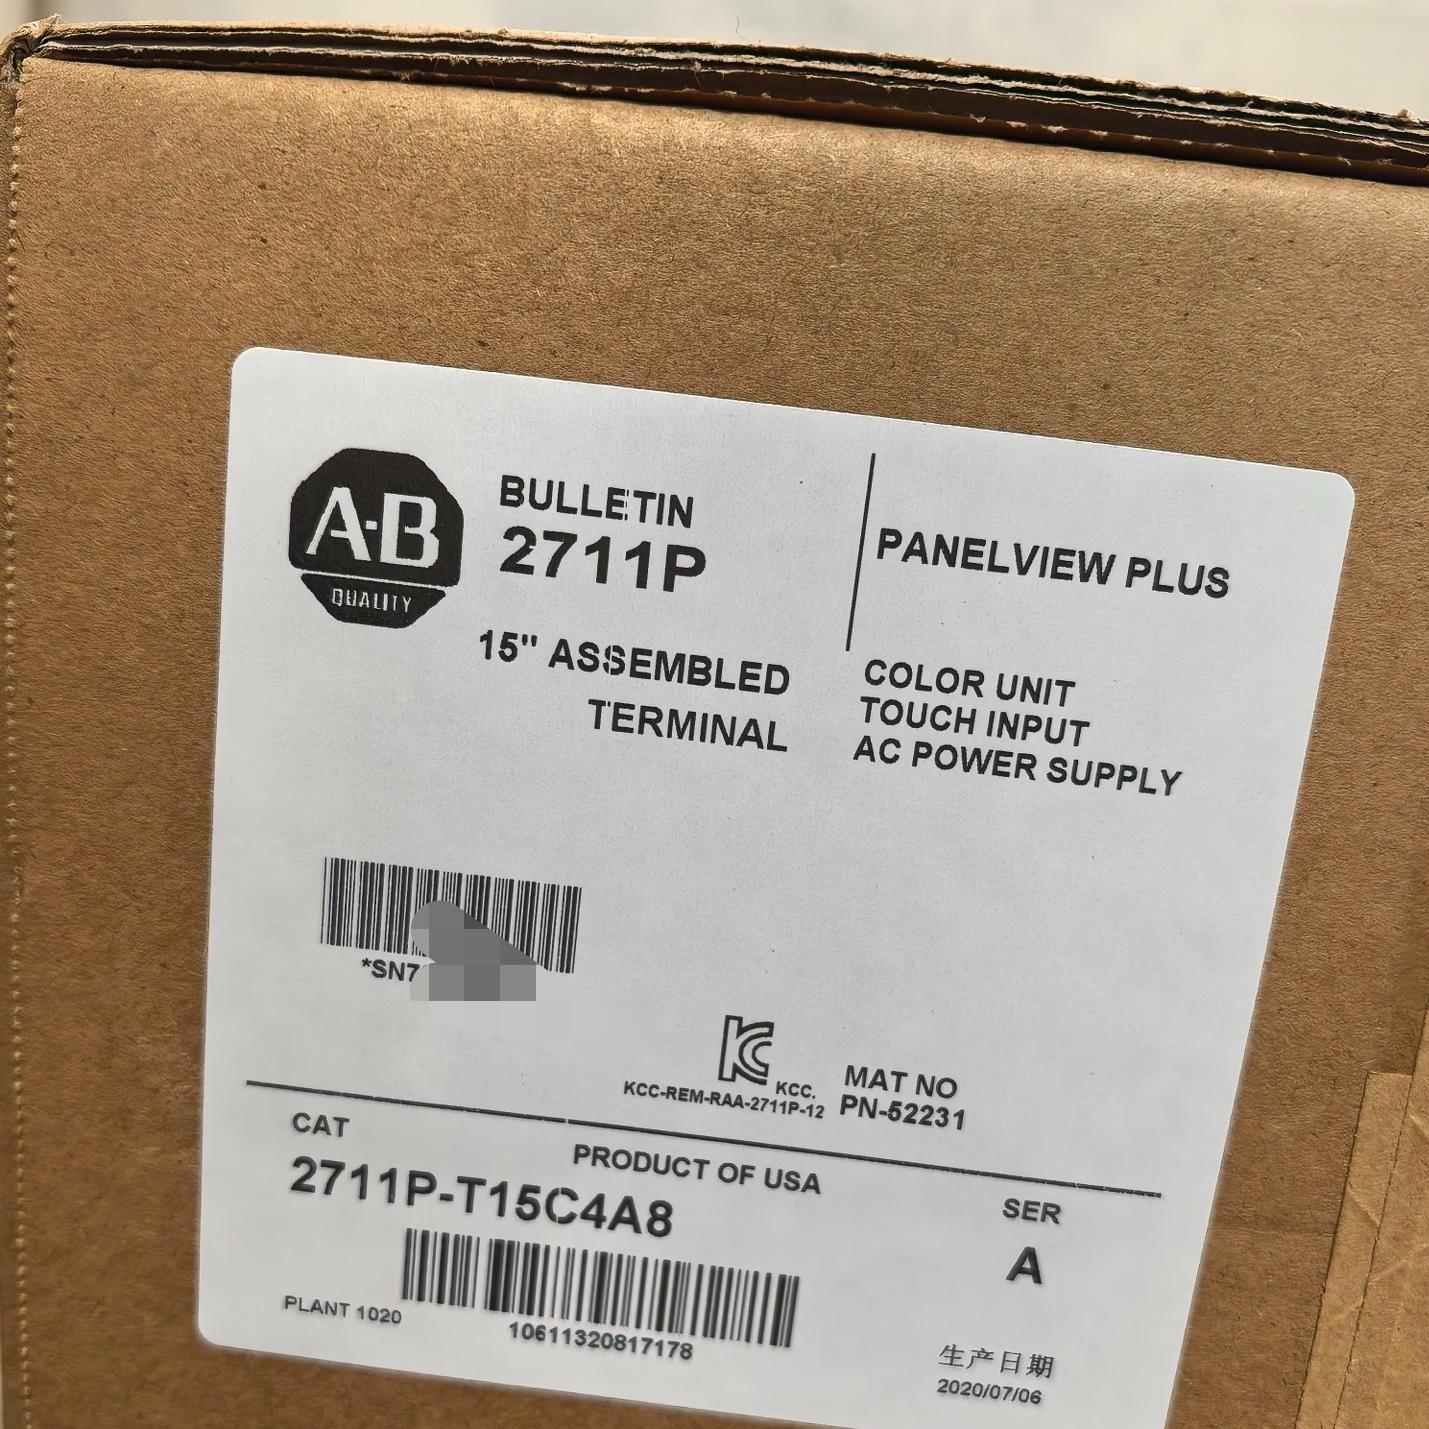 A-B
QUALITY
BULLETIN
2711P
PANELVIEW PLUS
15" ASSEMBLED
TERMINAL
COLOR UNIT
TOUCH INPUT
AC POWER SUPPLY
*SN7
KCC.
KCC-REM-RAA-2711P-12
MAT NO
PN-52231
CAT
PRODUCT OF USA
2711P-T15C4A8
SER
A
PLANT 1020
10611320817178
生产日期
2020/07/06